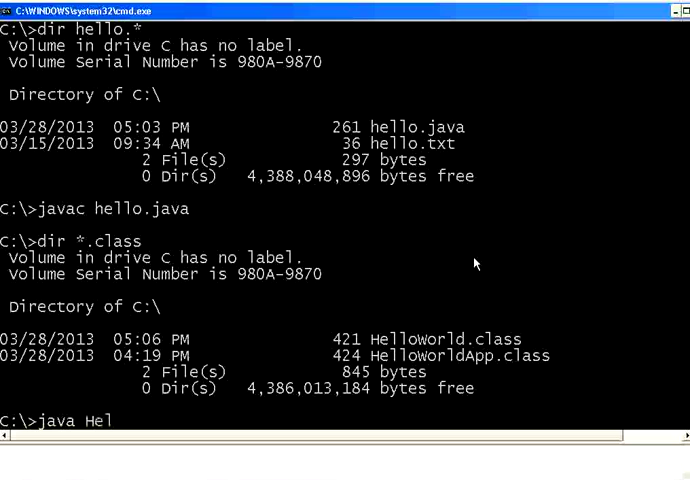 C:\WINDOWS\system32\cmd.exe
C:\>dir hello.*
Volume in drive C has no label.
Volume Serial Number is 980A-9870
Directory of C:\
03/28/2013 05:03 PM 261 hello.java
03/15/2013 09:34 AM 36 hello.txt
2 File(s) 297 bytes
0 Dir(s) 4,388,048,896 bytes free
C:\>javac hello.java
C:\>dir *.class
Volume in drive C has no label.
Volume Serial Number is 980A-9870
Directory of C:\
03/28/2013 05:06 PM 421 HelloWorld.class
03/28/2013 04:19 PM 424 HelloWorldApp.class
2 File(s) 845 bytes
0 Dir(s) 4,386,013,184 bytes free
C:\>java Hel